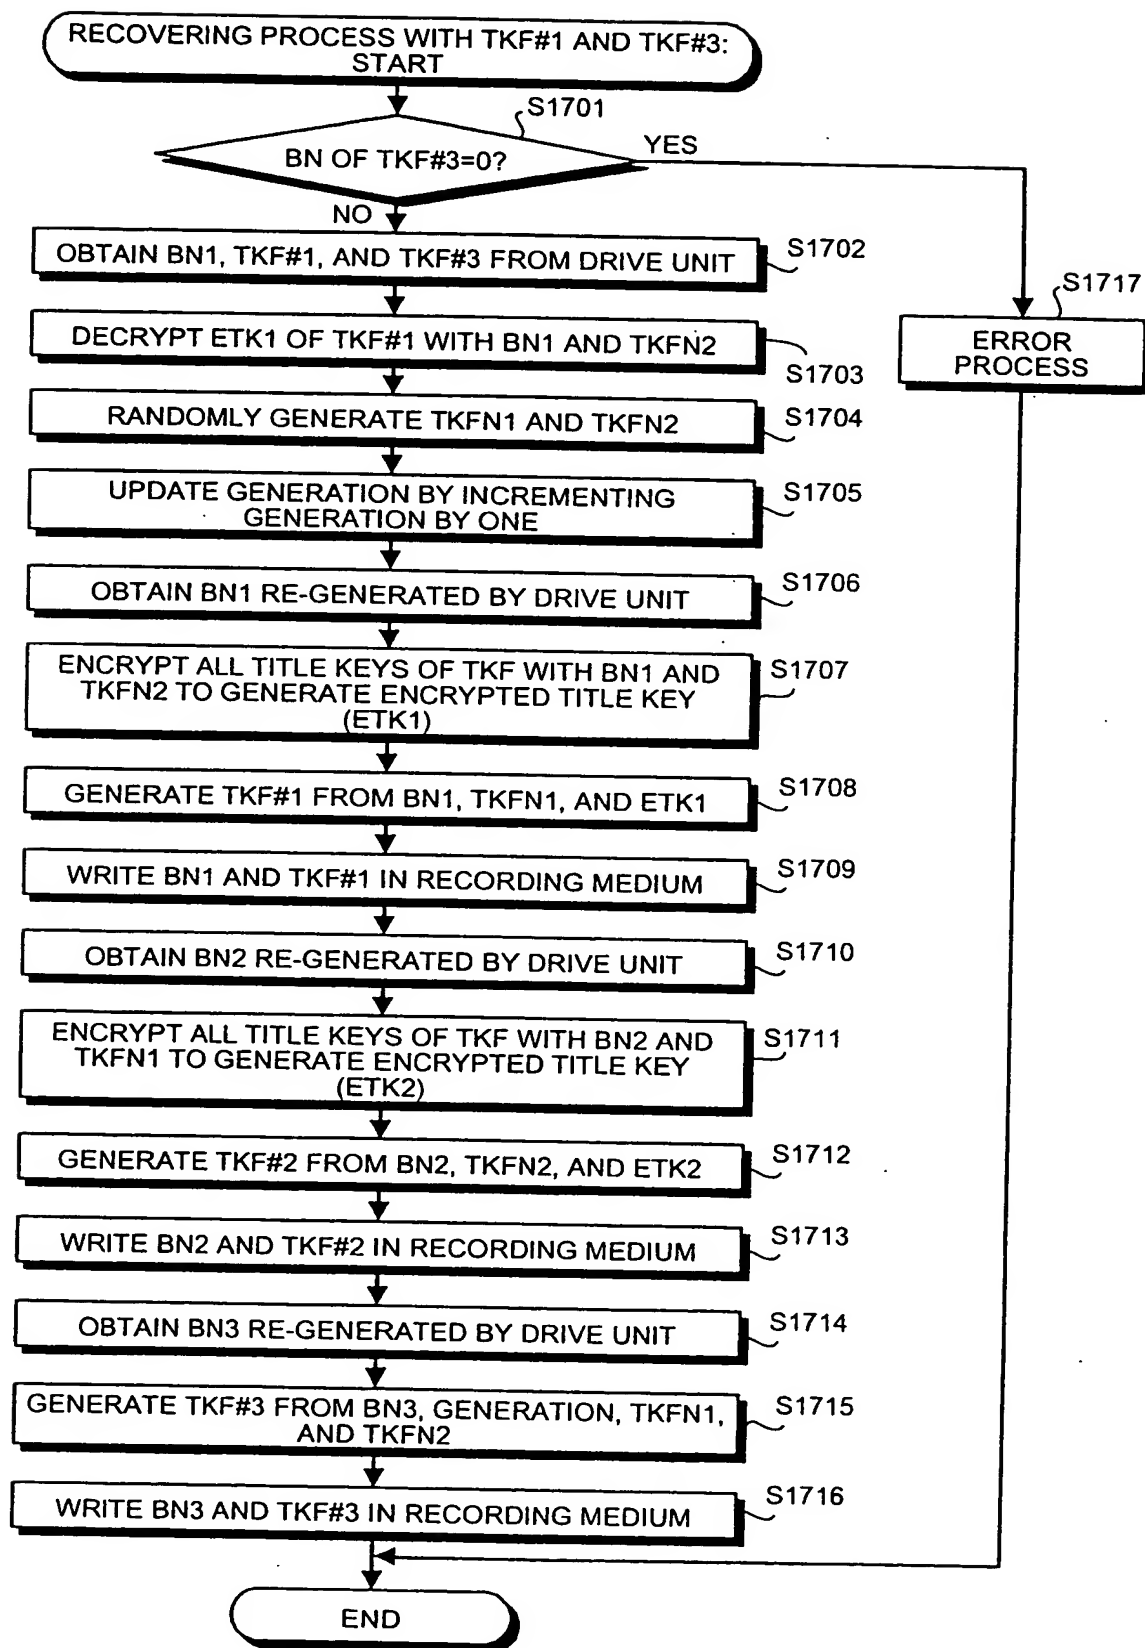 RECOVERING PROCESS WITH TKF#1 AND TKF#3:
START
S1701
BN OF TKF#3=0?
YES
NO
OBTAIN BN1, TKF#1, AND TKF#3 FROM DRIVE UNIT
S1702
S1717
ERROR
PROCESS
DECRYPT ETK1 OF TKF#1 WITH BN1 AND TKFN2
S1703
RANDOMLY GENERATE TKFN1 AND TKFN2
S1704
UPDATE GENERATION BY INCREMENTING
GENERATION BY ONE
S1705
OBTAIN BN1 RE-GENERATED BY DRIVE UNIT
S1706
ENCRYPT ALL TITLE KEYS OF TKF WITH BN1 AND
TKFN2 TO GENERATE ENCRYPTED TITLE KEY
(ETK1)
S1707
GENERATE TKF#1 FROM BN1, TKFN1, AND ETK1
S1708
WRITE BN1 AND TKF#1 IN RECORDING MEDIUM
S1709
OBTAIN BN2 RE-GENERATED BY DRIVE UNIT
S1710
ENCRYPT ALL TITLE KEYS OF TKF WITH BN2 AND
TKFN1 TO GENERATE ENCRYPTED TITLE KEY
(ETK2)
S1711
GENERATE TKF#2 FROM BN2, TKFN2, AND ETK2
S1712
WRITE BN2 AND TKF#2 IN RECORDING MEDIUM
S1713
OBTAIN BN3 RE-GENERATED BY DRIVE UNIT
S1714
GENERATE TKF#3 FROM BN3, GENERATION, TKFN1,
AND TKFN2
S1715
WRITE BN3 AND TKF#3 IN RECORDING MEDIUM
S1716
END